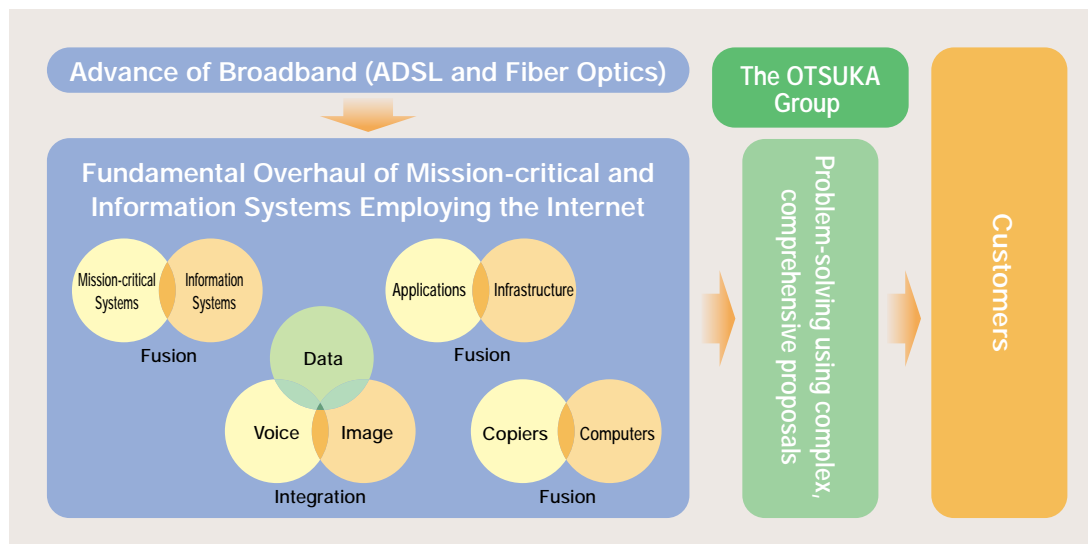 Advance of Broadband (ADSL and Fiber Optics)
Fundamental Overhaul of Mission-critical and
Information Systems Employing the Internet
Mission-critical
Systems
Information
Systems
Fusion
Applications
Infrastructure
Fusion
Data
Voice
Image
Integration
Copiers
Computers
Fusion
The OTSUKA
Group
Problem-solving using complex,
comprehensive proposals
Customers